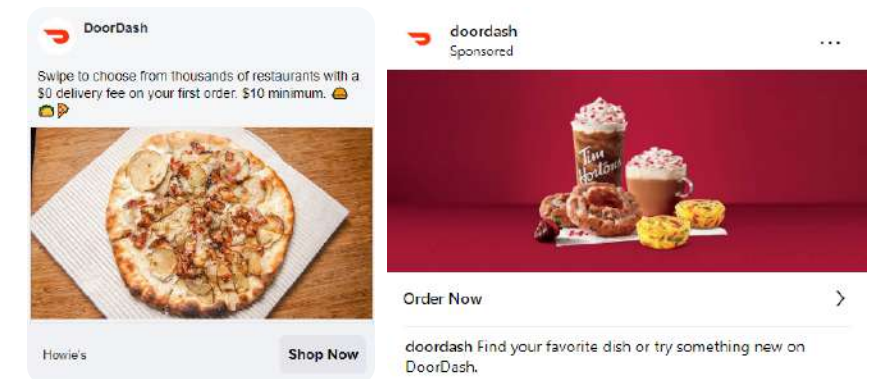 DoorDash
Swipe to choose from thousands of restaurants with a
$0 delivery fee on your first order. $10 minimum. 🍔
🌮🍕
Howie's
Shop Now
doordash
Sponsored
...
Tim
Hortons
Order Now
doordash Find your favorite dish or try something new on
DoorDash.